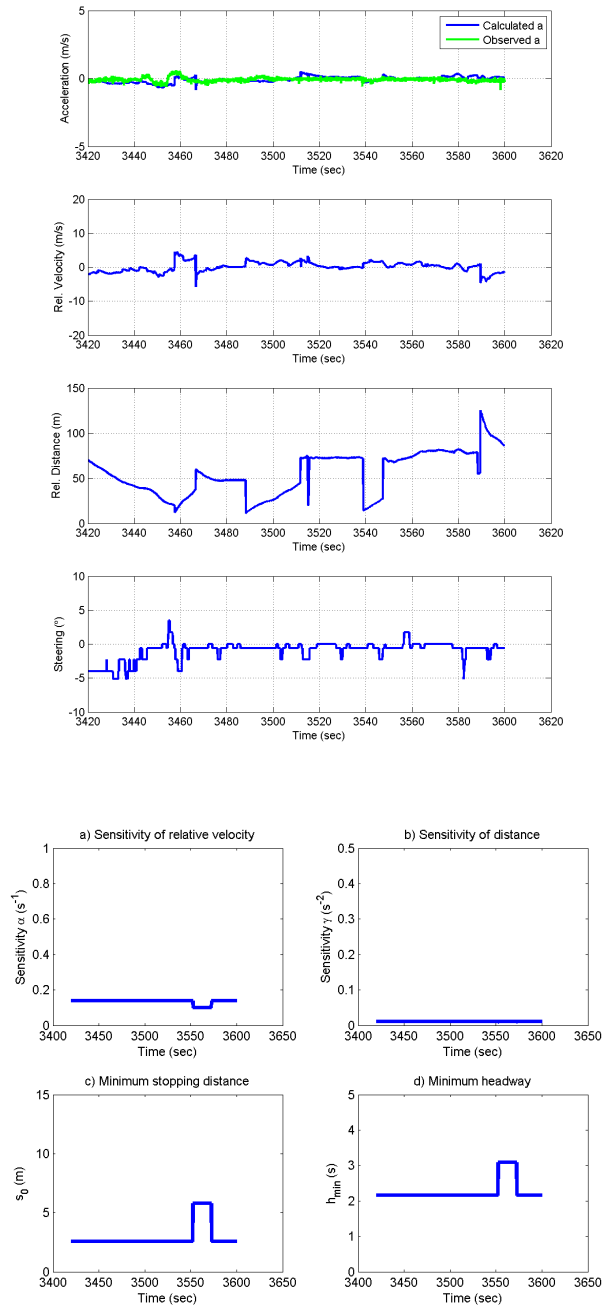 5
0
-5
Acceleration (m/s)
Calculated a
Observed a
3420 3440 3460 3480 3500 3520 3540 3560 3580 3600 3620
Time (sec)
20
10
0
-10
-20
Rel. Velocity (m/s)
3420 3440 3460 3480 3500 3520 3540 3560 3580 3600 3620
Time (sec)
150
100
50
0
Rel. Distance (m)
3420 3440 3460 3480 3500 3520 3540 3560 3580 3600 3620
Time (sec)
10
5
0
-5
-10
Steering (°)
3420 3440 3460 3480 3500 3520 3540 3560 3580 3600 3620
Time (sec)
a) Sensitivity of relative velocity
1
0.8
0.6
0.4
0.2
0
Sensitivity α (s⁻¹)
3400 3450 3500 3550 3600 3650
Time (sec)
b) Sensitivity of distance
0.5
0.4
0.3
0.2
0.1
0
Sensitivity γ (s⁻²)
3400 3450 3500 3550 3600 3650
Time (sec)
c) Minimum stopping distance
15
10
5
0
s₀ (m)
3400 3450 3500 3550 3600 3650
Time (sec)
d) Minimum headway
5
4
3
2
1
0
h_min (s)
3400 3450 3500 3550 3600 3650
Time (sec)